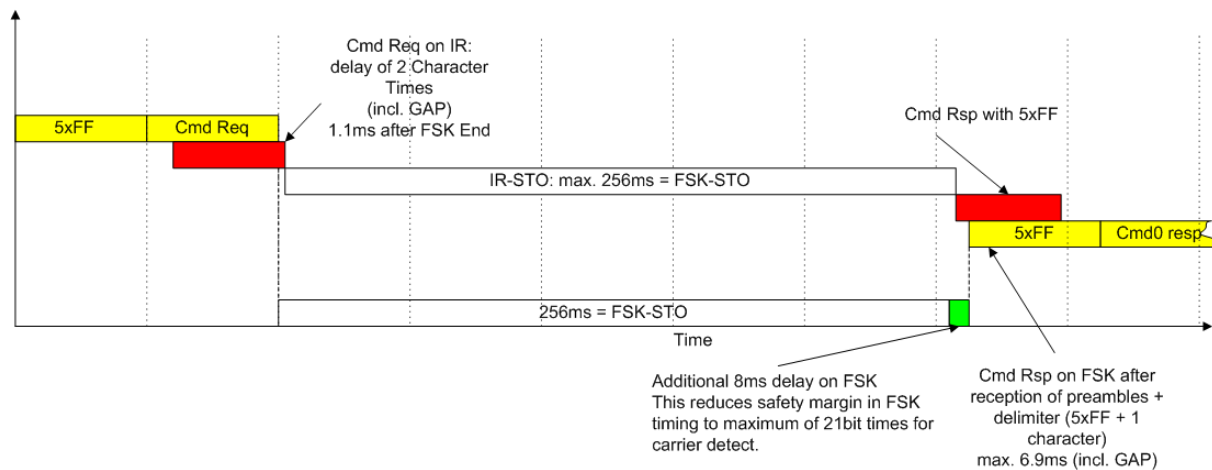 Cmd Req on IR:
delay of 2 Character
Times
(incl. GAP)
1.1ms after FSK End
5xFF
Cmd Req
Cmd Rsp with 5xFF
IR-STO: max. 256ms = FSK-STO
5xFF
Cmd0 resp
256ms = FSK-STO
Time
Additional 8ms delay on FSK
This reduces safety margin in FSK
timing to maximum of 21bit times for
carrier detect.
Cmd Rsp on FSK after
reception of preambles +
delimiter (5xFF + 1
character)
max. 6.9ms (incl. GAP)